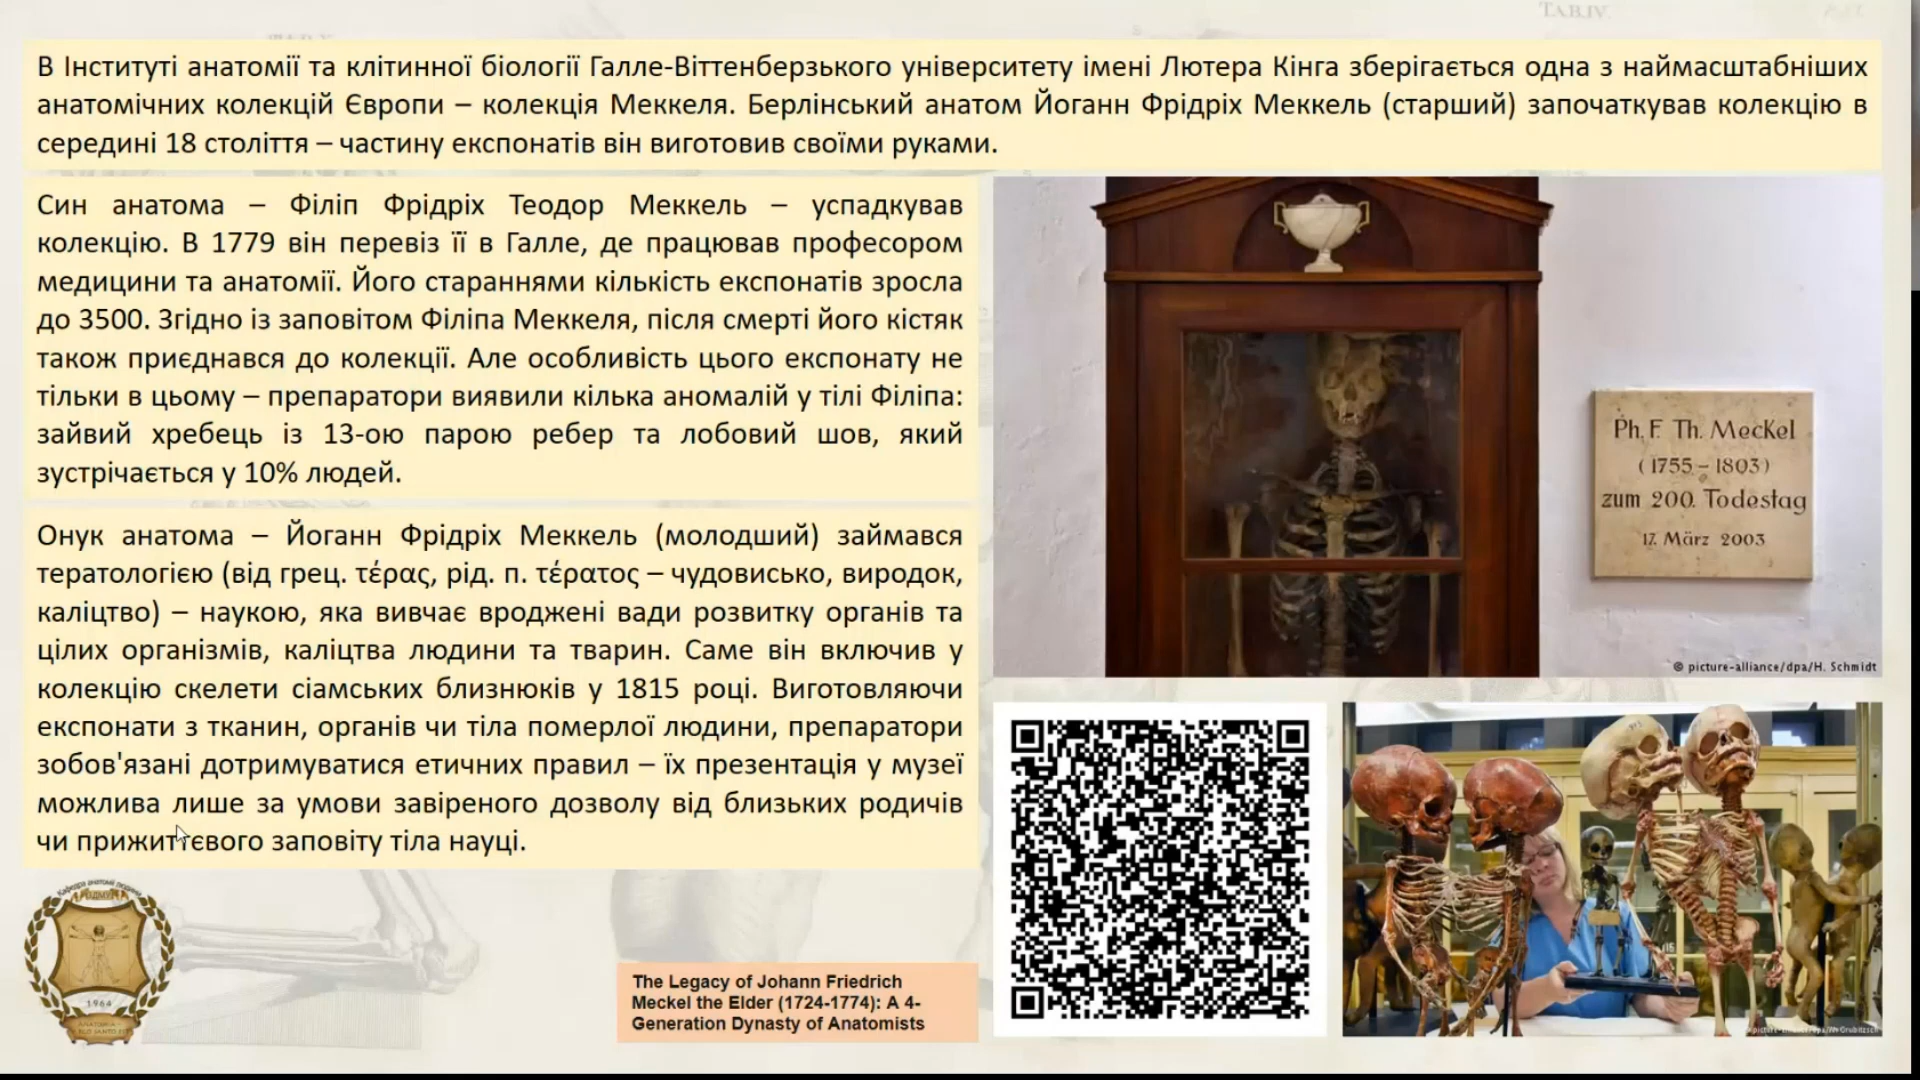 TAB.IV.
В Інституті анатомії та клітинної біології Галле-Віттенберзького університету імені Лютера Кінга зберігається одна з наймасштабніших
анатомічних колекцій Європи – колекція Меккеля. Берлінський анатом Йоганн Фрідріх Меккель (старший) започаткував колекцію в
середині 18 століття – частину експонатів він виготовив своїми руками.
Син анатома – Філіп Фрідріх Теодор Меккель – успадкував
колекцію. В 1779 він перевіз її в Галле, де працював професором
медицини та анатомії. Його стараннями кількість експонатів зросла
до 3500. Згідно із заповітом Філіпа Меккеля, після смерті його кістяк
також приєднався до колекції. Але особливість цього експонату не
тільки в цьому – препаратори виявили кілька аномалій у тілі Філіпа:
зайвий хребець із 13-ою парою ребер та лобовий шов, який
зустрічається у 10% людей.
Онук анатома – Йоганн Фрідріх Меккель (молодший) займався
тератологією (від грец. τέρας, рід. п. τέρατος – чудовисько, виродок,
каліцтво) – наукою, яка вивчає вроджені вади розвитку органів та
цілих організмів, каліцтва людини та тварин. Саме він включив у
колекцію скелети сіамських близнюків у 1815 році. Виготовляючи
експонати з тканин, органів чи тіла померлої людини, препаратори
зобов'язані дотримуватися етичних правил – їх презентація у музеї
можлива лише за умови завіреного дозволу від близьких родичів
чи прижиттєвого заповіту тіла науці.
Ph. F. Th. Meckel
(1755 – 1803)
zum 200. Todestag
17. März 2003
© picture-alliance/dpa/H. Schmidt
Кафедра анатомії людини
1964
The Legacy of Johann Friedrich
Meckel the Elder (1724-1774): A 4-
Generation Dynasty of Anatomists